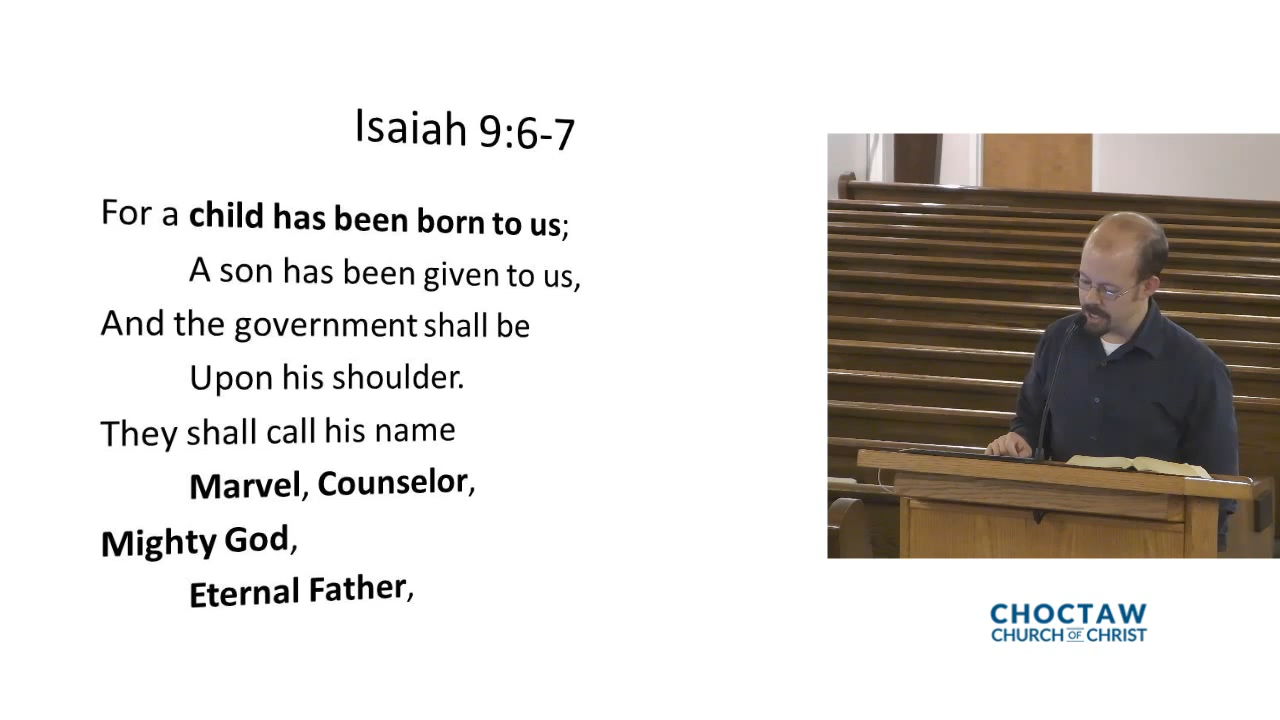 Isaiah 9:6-7
For a child has been born to us;
A son has been given to us,
And the government shall be
Upon his shoulder.
They shall call his name
Marvel, Counselor,
Mighty God,
Eternal Father,
CHOCTAW
CHURCH OF CHRIST